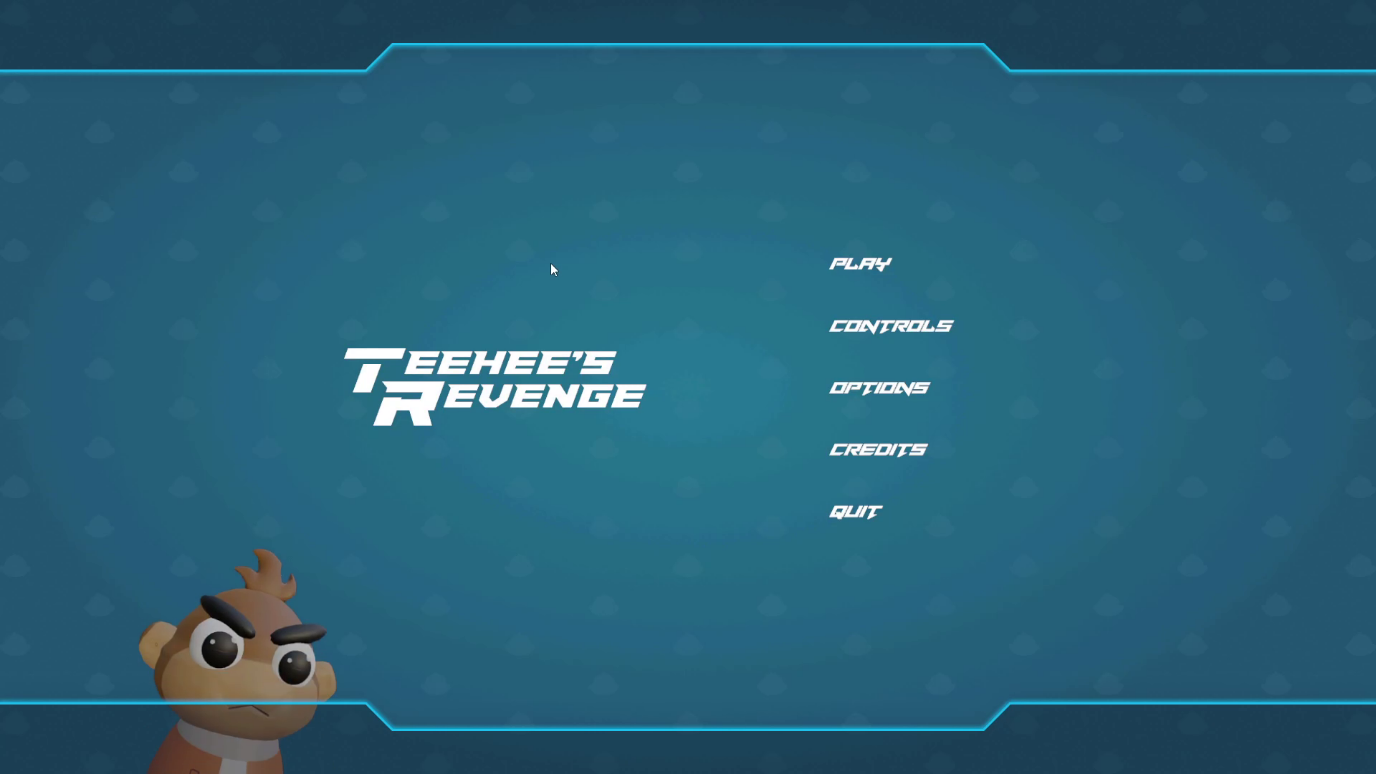 TEEHEE'S
REVENGE
PLAY
CONTROLS
OPTIONS
CREDITS
QUIT